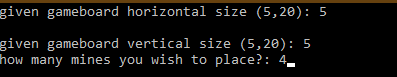 given gameboard horizontal size (5,20): 5
given gameboard vertical size (5,20): 5
how many mines you wish to place?: 4